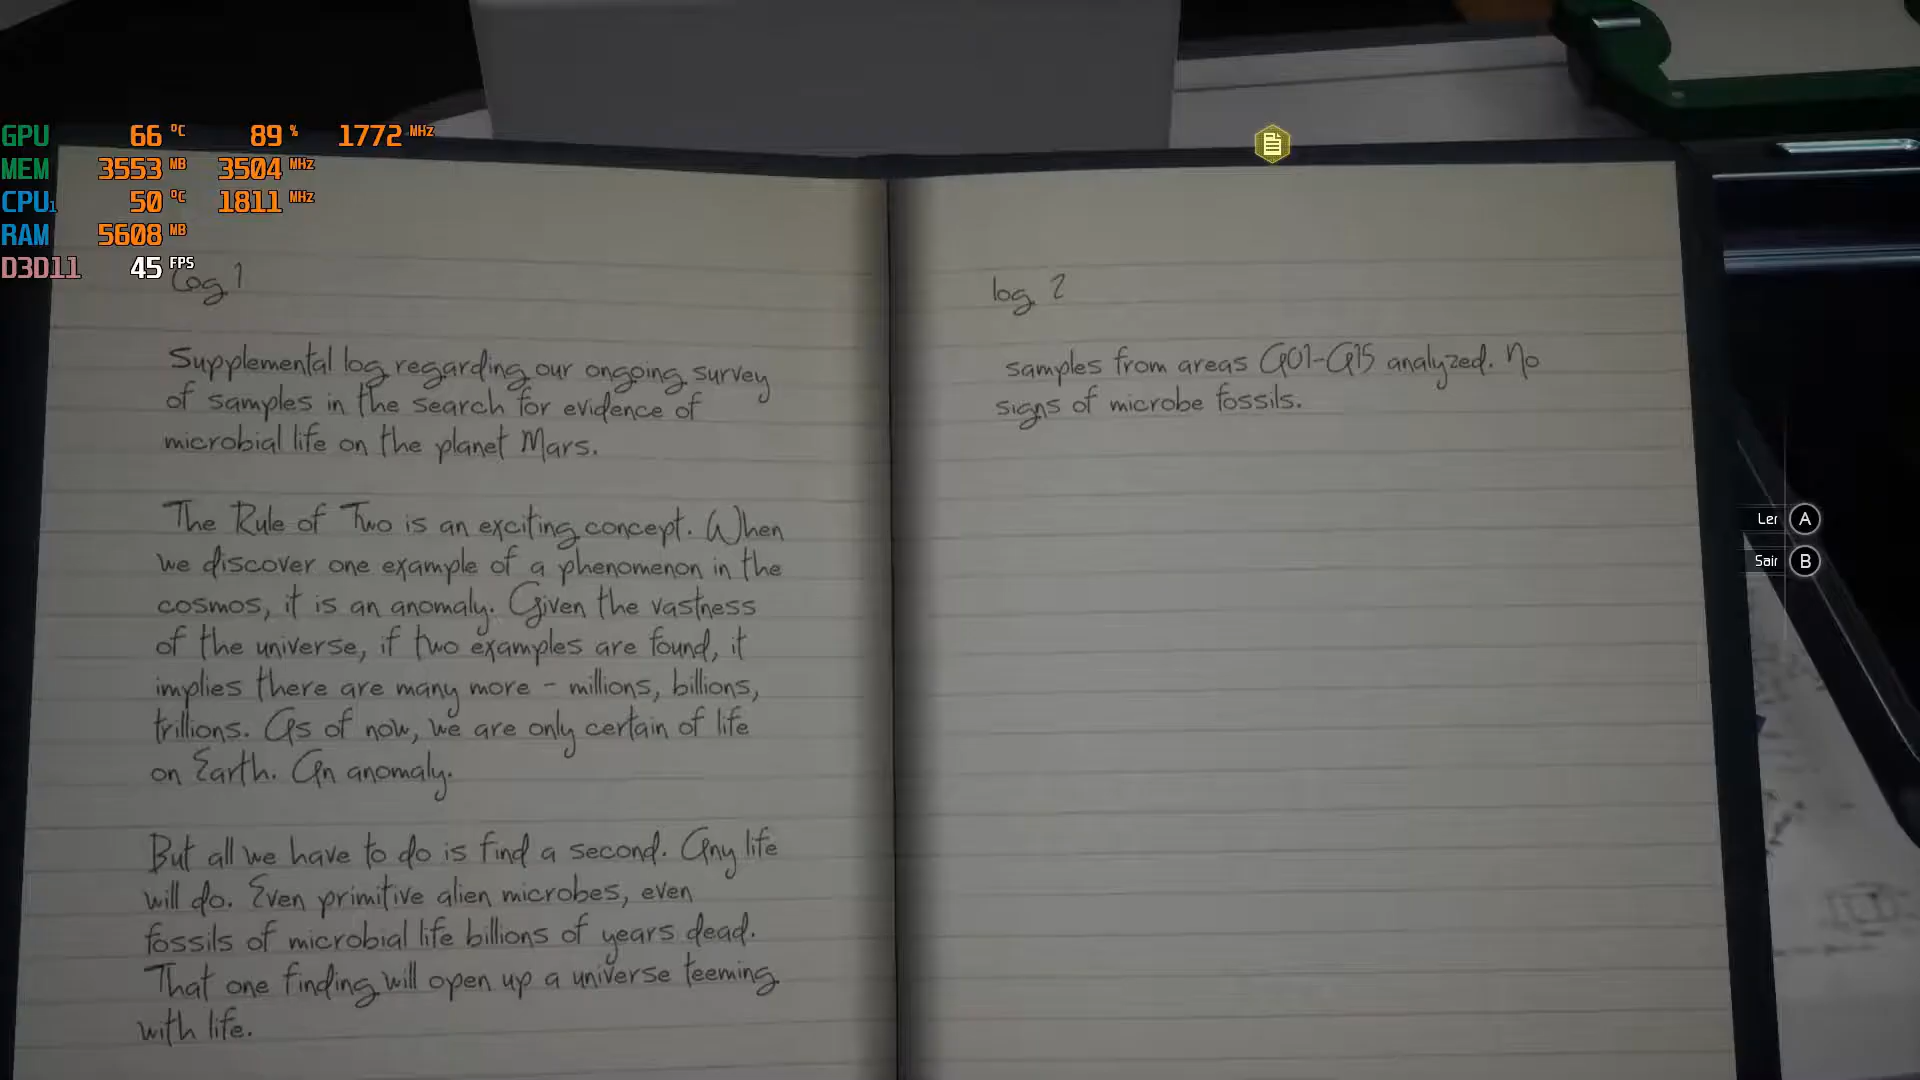 GPU 66 °C 89 % 1772 MHz
MEM 3553 MB 3504 MHz
CPU1 50 °C 1811 MHz
RAM 5608 MB
D3D11 45 FPS
Log 1
Supplemental log regarding our ongoing survey
of samples in the search for evidence of
microbial life on the planet Mars.
The Rule of Two is an exciting concept. When
we discover one example of a phenomenon in the
cosmos, it is an anomaly. Given the vastness
of the universe, if two examples are found, it
implies there are many more - millions, billions,
trillions. As of now, we are only certain of life
on Earth. An anomaly.
But all we have to do is find a second. Any life
will do. Even primitive alien microbes, even
fossils of microbial life billions of years dead.
That one finding will open up a universe teeming
with life.
log 2
samples from areas A01-A15 analyzed. No
signs of microbe fossils.
Ler A
Sair B